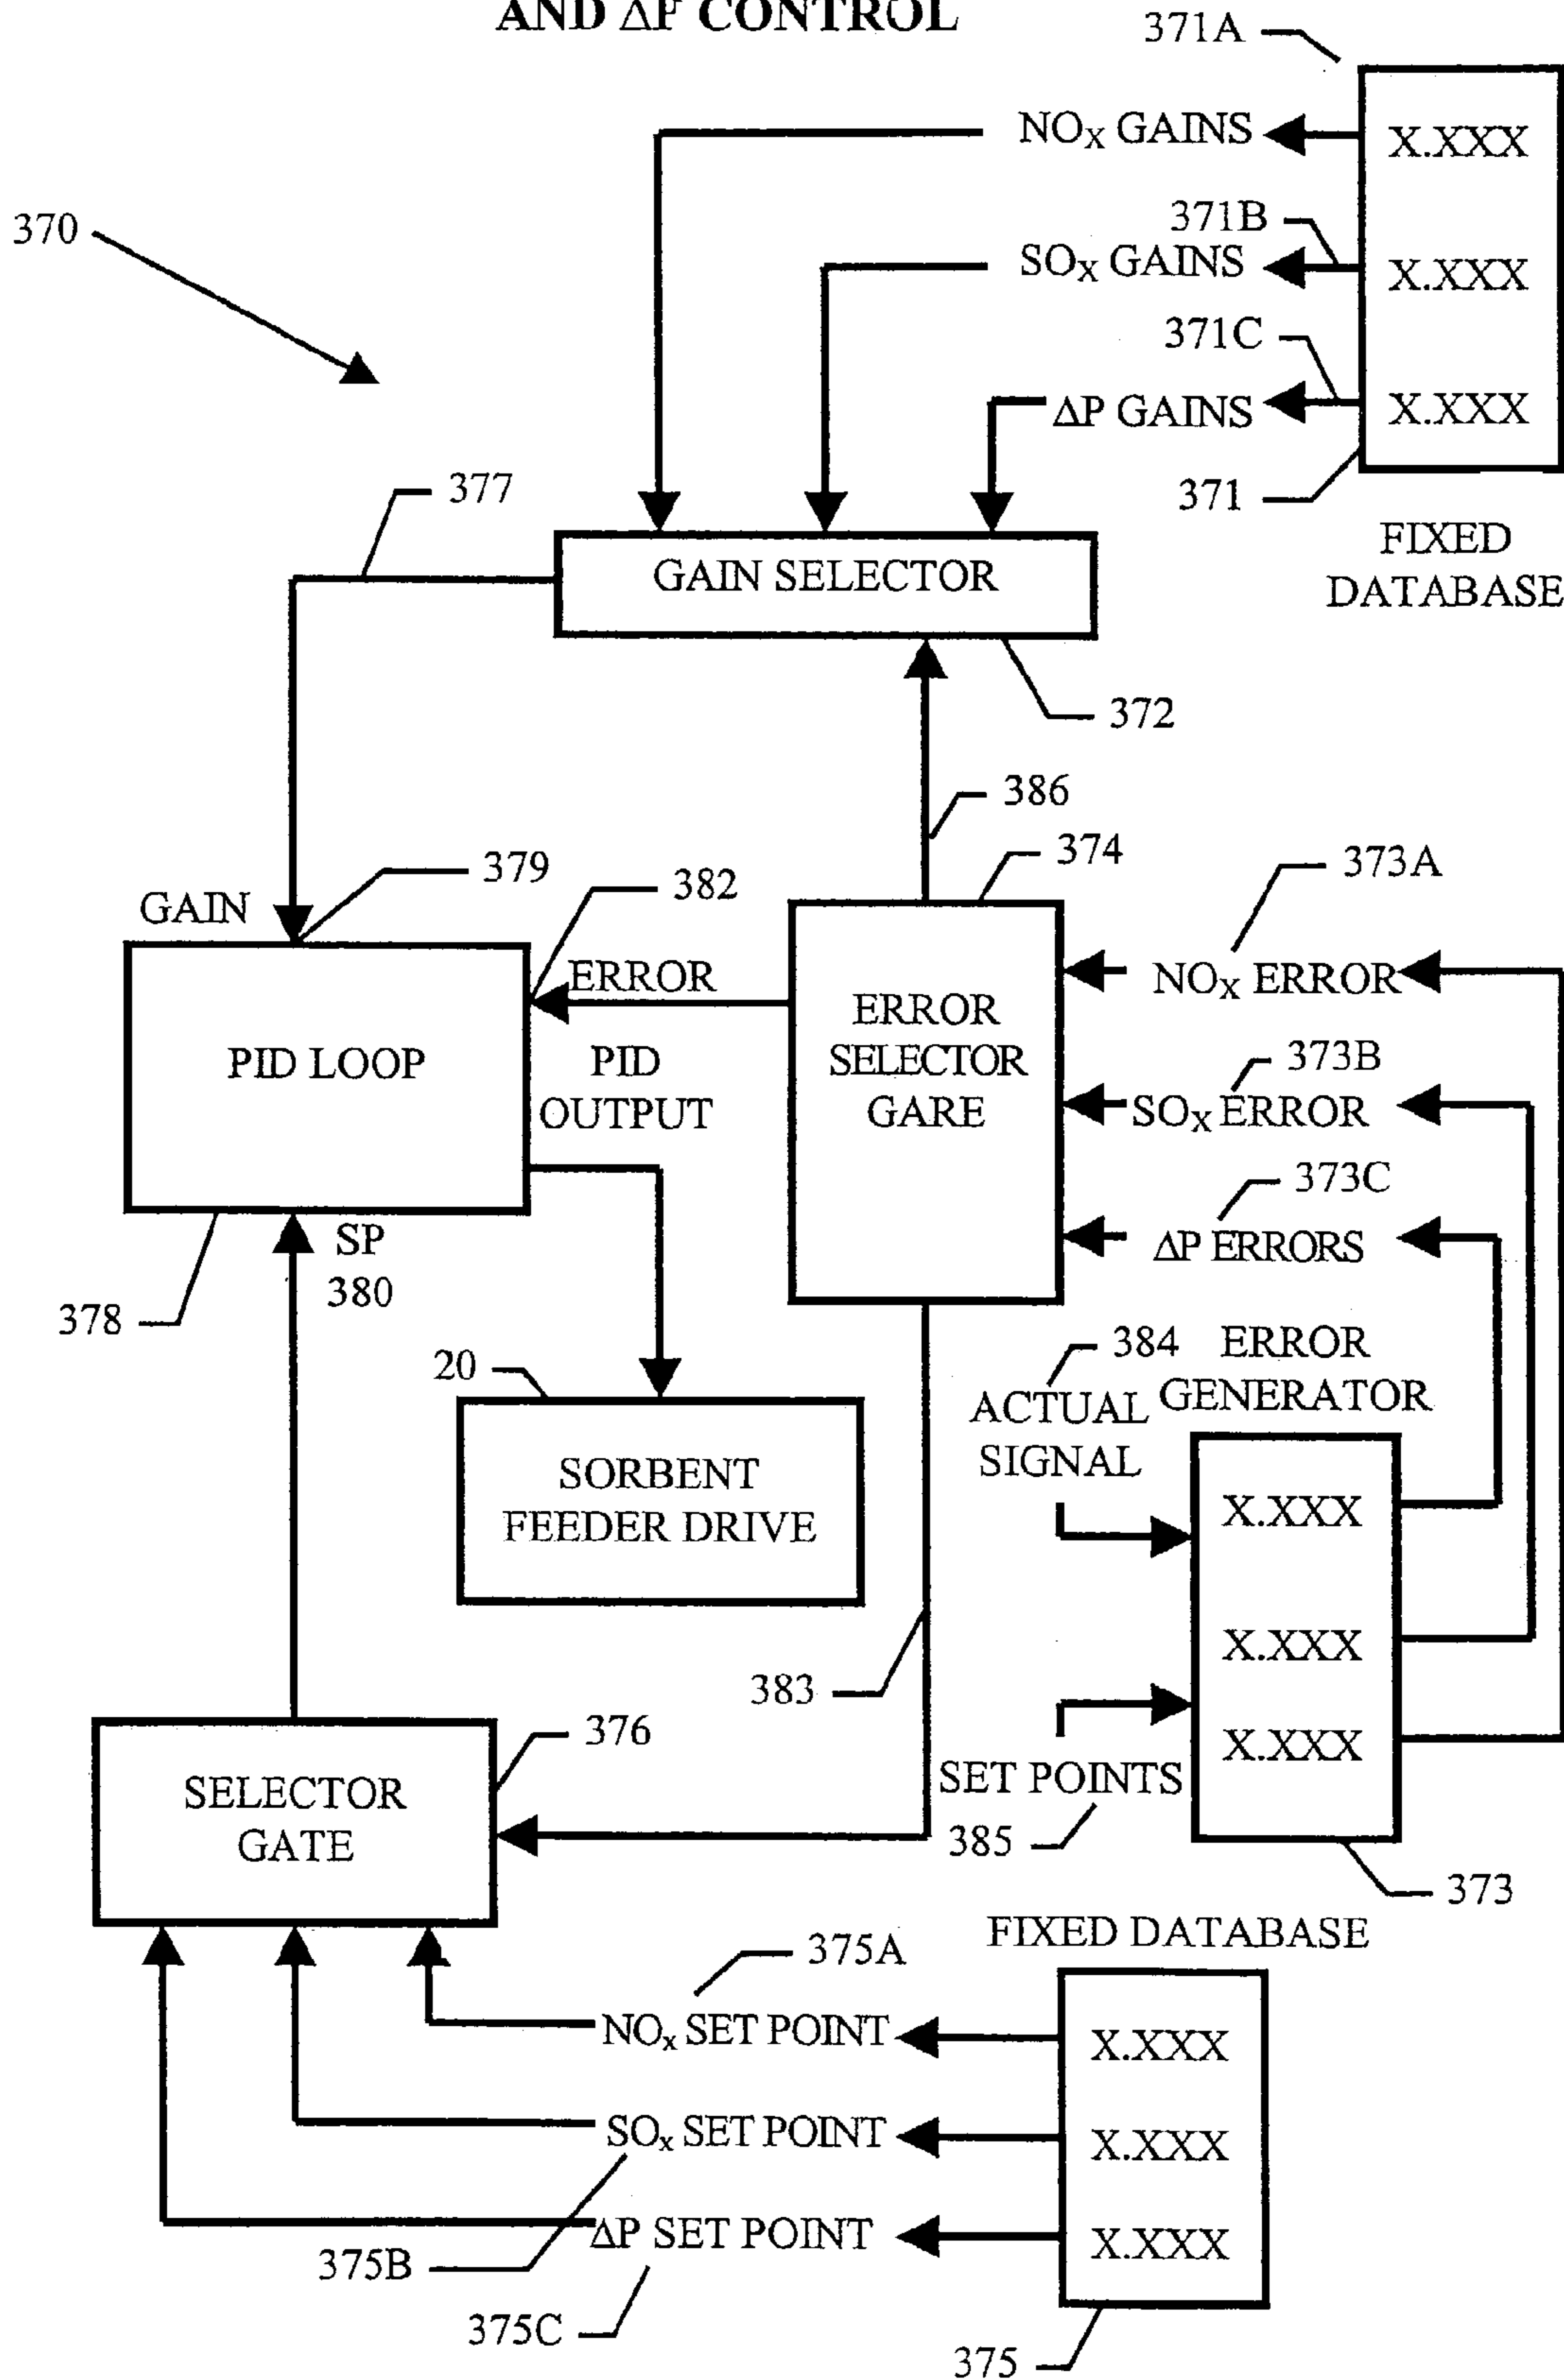 AND ΔP CONTROL
371A
NOX GAINS
X.XXX
370
371B
SOX GAINS
X.XXX
371C
ΔP GAINS
X.XXX
377
371
FIXED
DATABASE
GAIN SELECTOR
372
386
374
379
382
373A
GAIN
ERROR
NOX ERROR
PID LOOP
PID
OUTPUT
ERROR
SELECTOR
GARE
373B
SOX ERROR
373C
ΔP ERRORS
SP
380
378
384
ERROR
GENERATOR
20
ACTUAL
SIGNAL
SORBENT
FEEDER DRIVE
X.XXX
X.XXX
X.XXX
383
376
SELECTOR
GATE
SET POINTS
385
373
FIXED DATABASE
375A
NOx SET POINT
X.XXX
SOx SET POINT
X.XXX
ΔP SET POINT
X.XXX
375B
375C
375